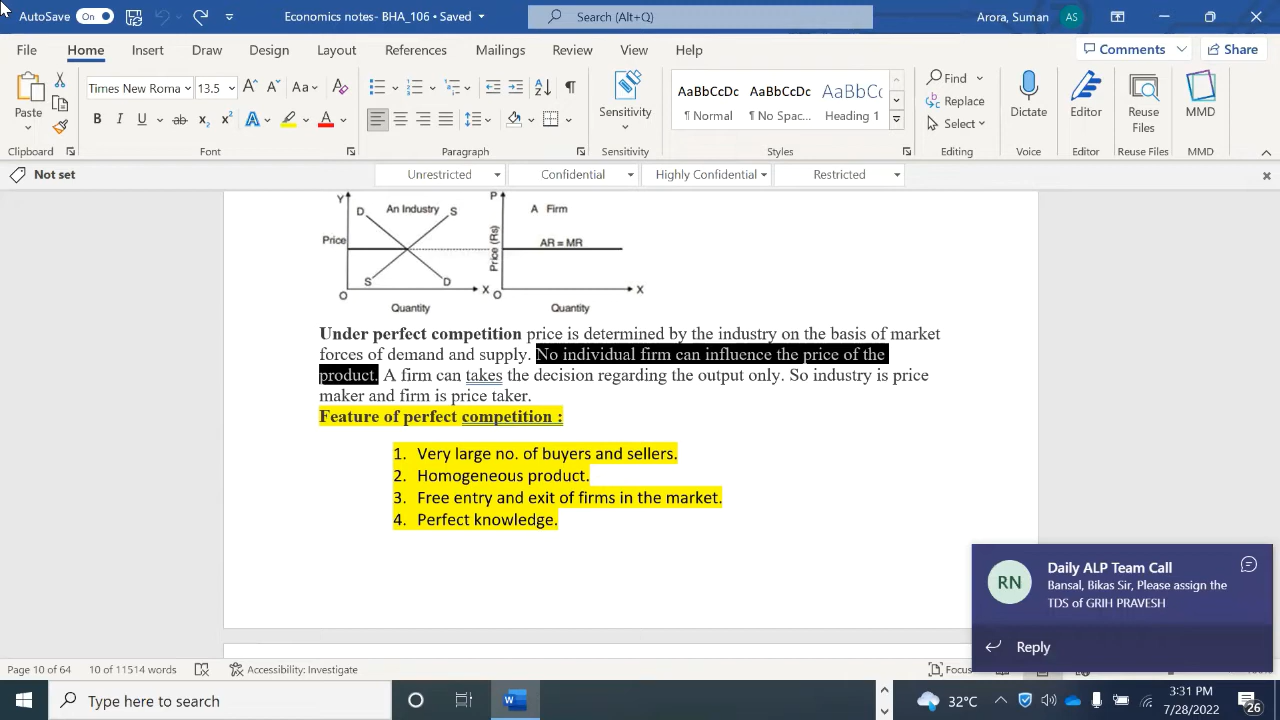 AutoSave On
Economics notes- BHA_106 • Saved
Search (Alt+Q)
Arora, Suman
AS
File Home Insert Draw Design Layout References Mailings Review View Help
Comments
Share
Paste
Times New Roma
13.5
AaBbCcDc AaBbCcDc AaBbCc
¶ Normal ¶ No Spac... Heading 1
Find
Replace
Select
Sensitivity
Dictate
Editor
Reuse Files
MMD
Clipboard Font Paragraph Sensitivity Styles Editing Voice Editor Reuse Files MMD
Not set
Unrestricted Confidential Highly Confidential Restricted
Y D An Industry S P A Firm
Price Price (Rs) AR = MR
S D X X
O O
Quantity Quantity
Under perfect competition price is determined by the industry on the basis of market
forces of demand and supply. No individual firm can influence the price of the
product. A firm can takes the decision regarding the output only. So industry is price
maker and firm is price taker.
Feature of perfect competition :
1. Very large no. of buyers and sellers.
2. Homogeneous product.
3. Free entry and exit of firms in the market.
4. Perfect knowledge.
RN
Daily ALP Team Call
Bansal, Bikas Sir, Please assign the
TDS of GRIH PRAVESH
Reply
Page 10 of 64 10 of 11514 words Accessibility: Investigate
Focus
Type here to search
32°C
3:31 PM
7/28/2022
26